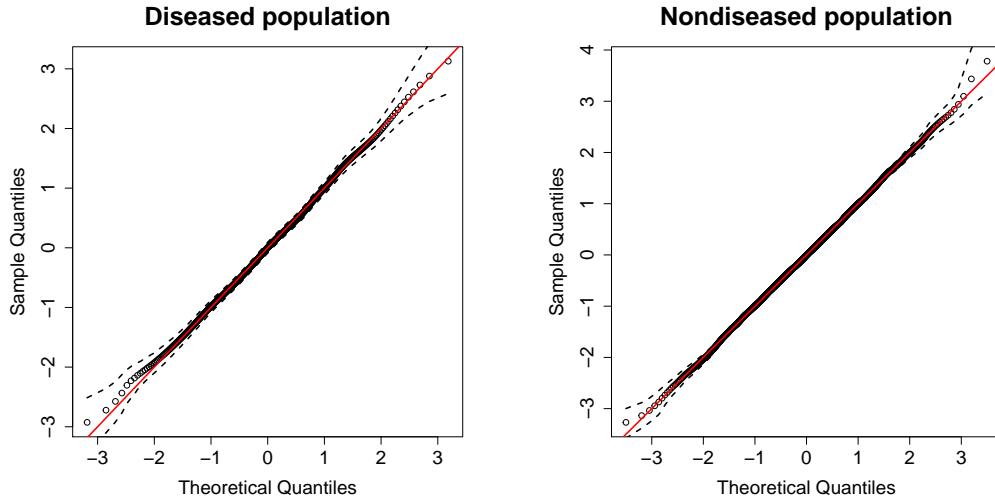 Diseased population
3
2
1
0
−1
−2
−3
Sample Quantiles
−3 −2 −1 0 1 2 3
Theoretical Quantiles
Nondiseased population
4
3
2
1
0
−1
−2
−3
Sample Quantiles
−3 −2 −1 0 1 2 3
Theoretical Quantiles